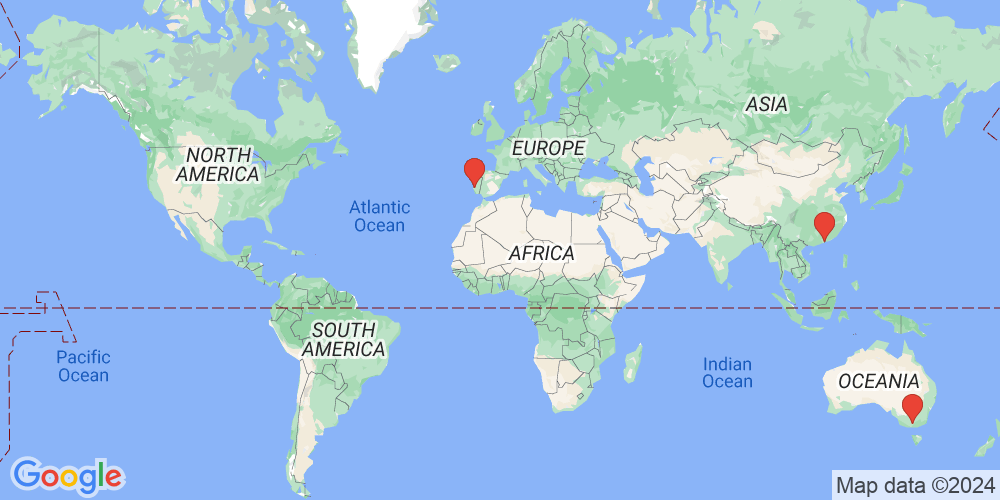 ASIA
EUROPE
NORTH
AMERICA
Atlantic
Ocean
AFRICA
SOUTH
AMERICA
Pacific
Ocean
Indian
Ocean
OCEANIA
Google
Map data ©2024